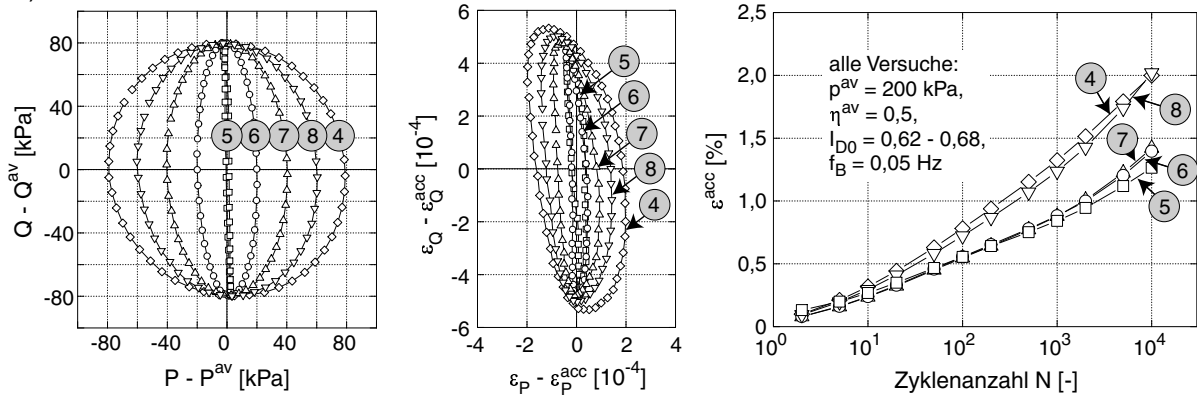 80
40
0
-40
-80
Q - Q^av [kPa]
5 6 7 8 4
-80 -40 0 40 80
P - P^av [kPa]
6
4
2
0
-2
-4
-6
ε_Q - ε_Q^acc [10^-4]
5
6
7
8
4
-4 -2 0 2 4
ε_P - ε_P^acc [10^-4]
2,5
2,0
1,5
1,0
0,5
0
ε^acc [%]
alle Versuche:
p^av = 200 kPa,
η^av = 0,5,
I_D0 = 0,62 - 0,68,
f_B = 0,05 Hz
4
8
7
6
5
10^0 10^1 10^2 10^3 10^4
Zyklenanzahl N [-]